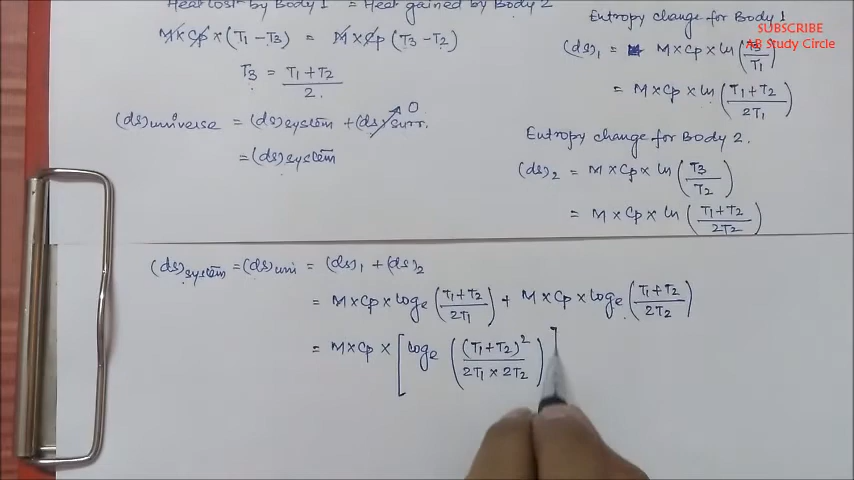 Heat lost by Body 1 = Heat gained by Body 2
M × Cp × (T1 − T3) = M × Cp (T3 − T2)
T3 = (T1 + T2) / 2.
(ds)universe = (ds)system + (ds)surr. 0
= (ds)system
Entropy change for Body 1
(ds)1 = M × Cp × ln (T3 / T1)
= M × Cp × ln (T1 + T2 / 2T1)
Entropy change for Body 2.
(ds)2 = M × Cp × ln (T3 / T2)
= M × Cp × ln (T1 + T2 / 2T2)
(ds)system = (ds)uni = (ds)1 + (ds)2
= M × Cp × loge (T1 + T2 / 2T1) + M × Cp × loge (T1 + T2 / 2T2)
= M × Cp × [loge ((T1 + T2)² / 2T1 × 2T2)]
SUBSCRIBE
AB Study Circle